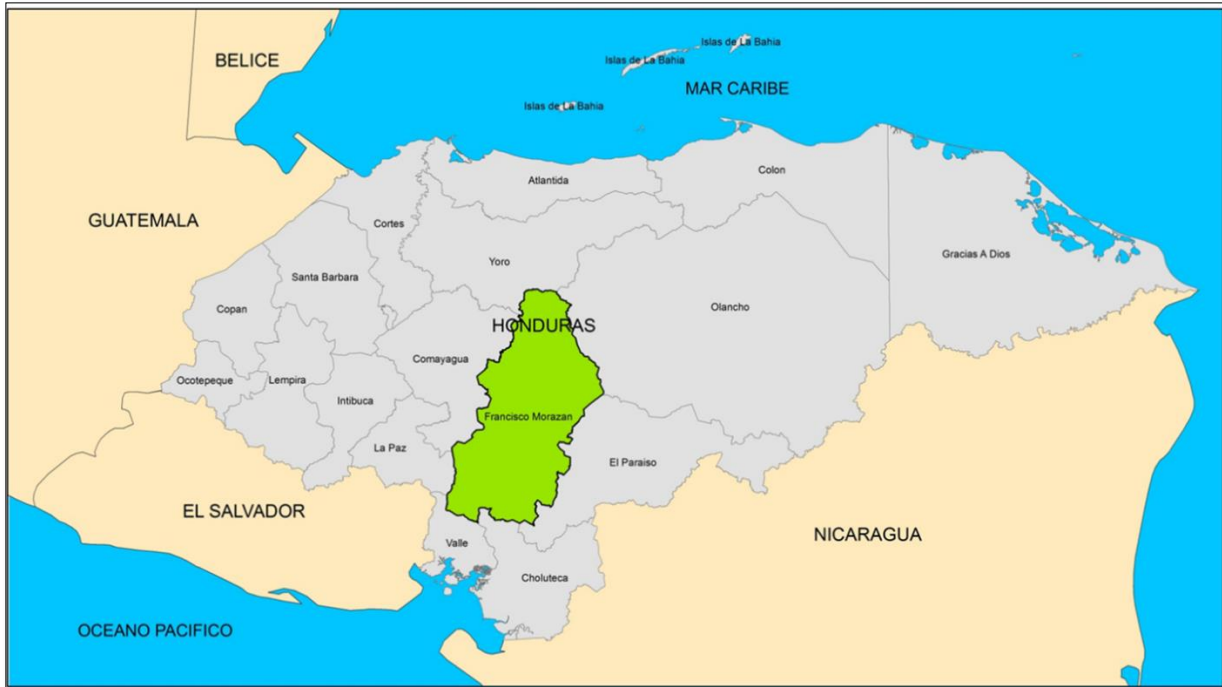 Islas de La Bahia
BELICE
Islas de La Bahia
MAR CARIBE
Islas de La Bahia
Colon
Atlantida
GUATEMALA
Cortes
Gracias A Dios
Yoro
Santa Barbara
Copan
Olancho
HONDURAS
Comayagua
Ocotepeque
Lempira
Intibuca
Francisco Morazan
La Paz
El Paraiso
EL SALVADOR
NICARAGUA
Valle
Choluteca
OCEANO PACIFICO